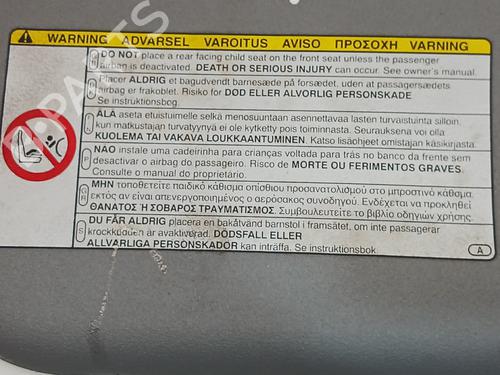 WARNING ADVARSEL VAROITUS AVISO ΠΡΟΣΟΧΗ VARNING
DO NOT place a rear facing child seat on the front seat unless the passenger
airbag is deactivated. DEATH OR SERIOUS INJURY can occur. See owner's manual.
Placer ALDRIG et bagudvendt barnesæde på forsædet, uden at passagersædets
airbag er frakoblet. Risiko for DØD ELLER ALVORLIG PERSONSKADE
Se instruktionsbog.
ÄLÄ aseta etuistuimelle selkä menosuuntaan asennettavaa lasten turvaistuinta silloin
kun matkustajan turvatyyny ei ole kytketty pois toiminnasta. Seurauksena voi olla
KUOLEMA TAI VAKAVA LOUKKAANTUMINEN. Katso lisäohjeet omistajan käsikirjasta.
P NÃO instale uma cadeirinha para crianças voltada para trás no banco da frente sem
desactivar o airbag do passageiro. Risco de MORTE OU FERIMENTOS GRAVES.
Consulte o manual do proprietário.
GR ΜΗΝ τοποθετείτε παιδικό κάθισμα οπίσθιου προσανατολισμού στο μπροστινό κάθισμα,
εκτός αν είναι απενεργοποιημένος ο αερόσακος συνοδηγού. Ενδέχεται να προκληθεί
ΘΑΝΑΤΟΣ Ή ΣΟΒΑΡΟΣ ΤΡΑΥΜΑΤΙΣΜΟΣ. Συμβουλευτείτε το βιβλίο οδηγιών χρήσης.
S DU FÅR ALDRIG placera en bakåtvänd barnstol i framsätet, om inte passagerar
krockkudden är avaktiverad. DÖDSFALL ELLER
ALLVARLIGA PERSONSKADOR kan inträffa. Se instruktionsbok.
A